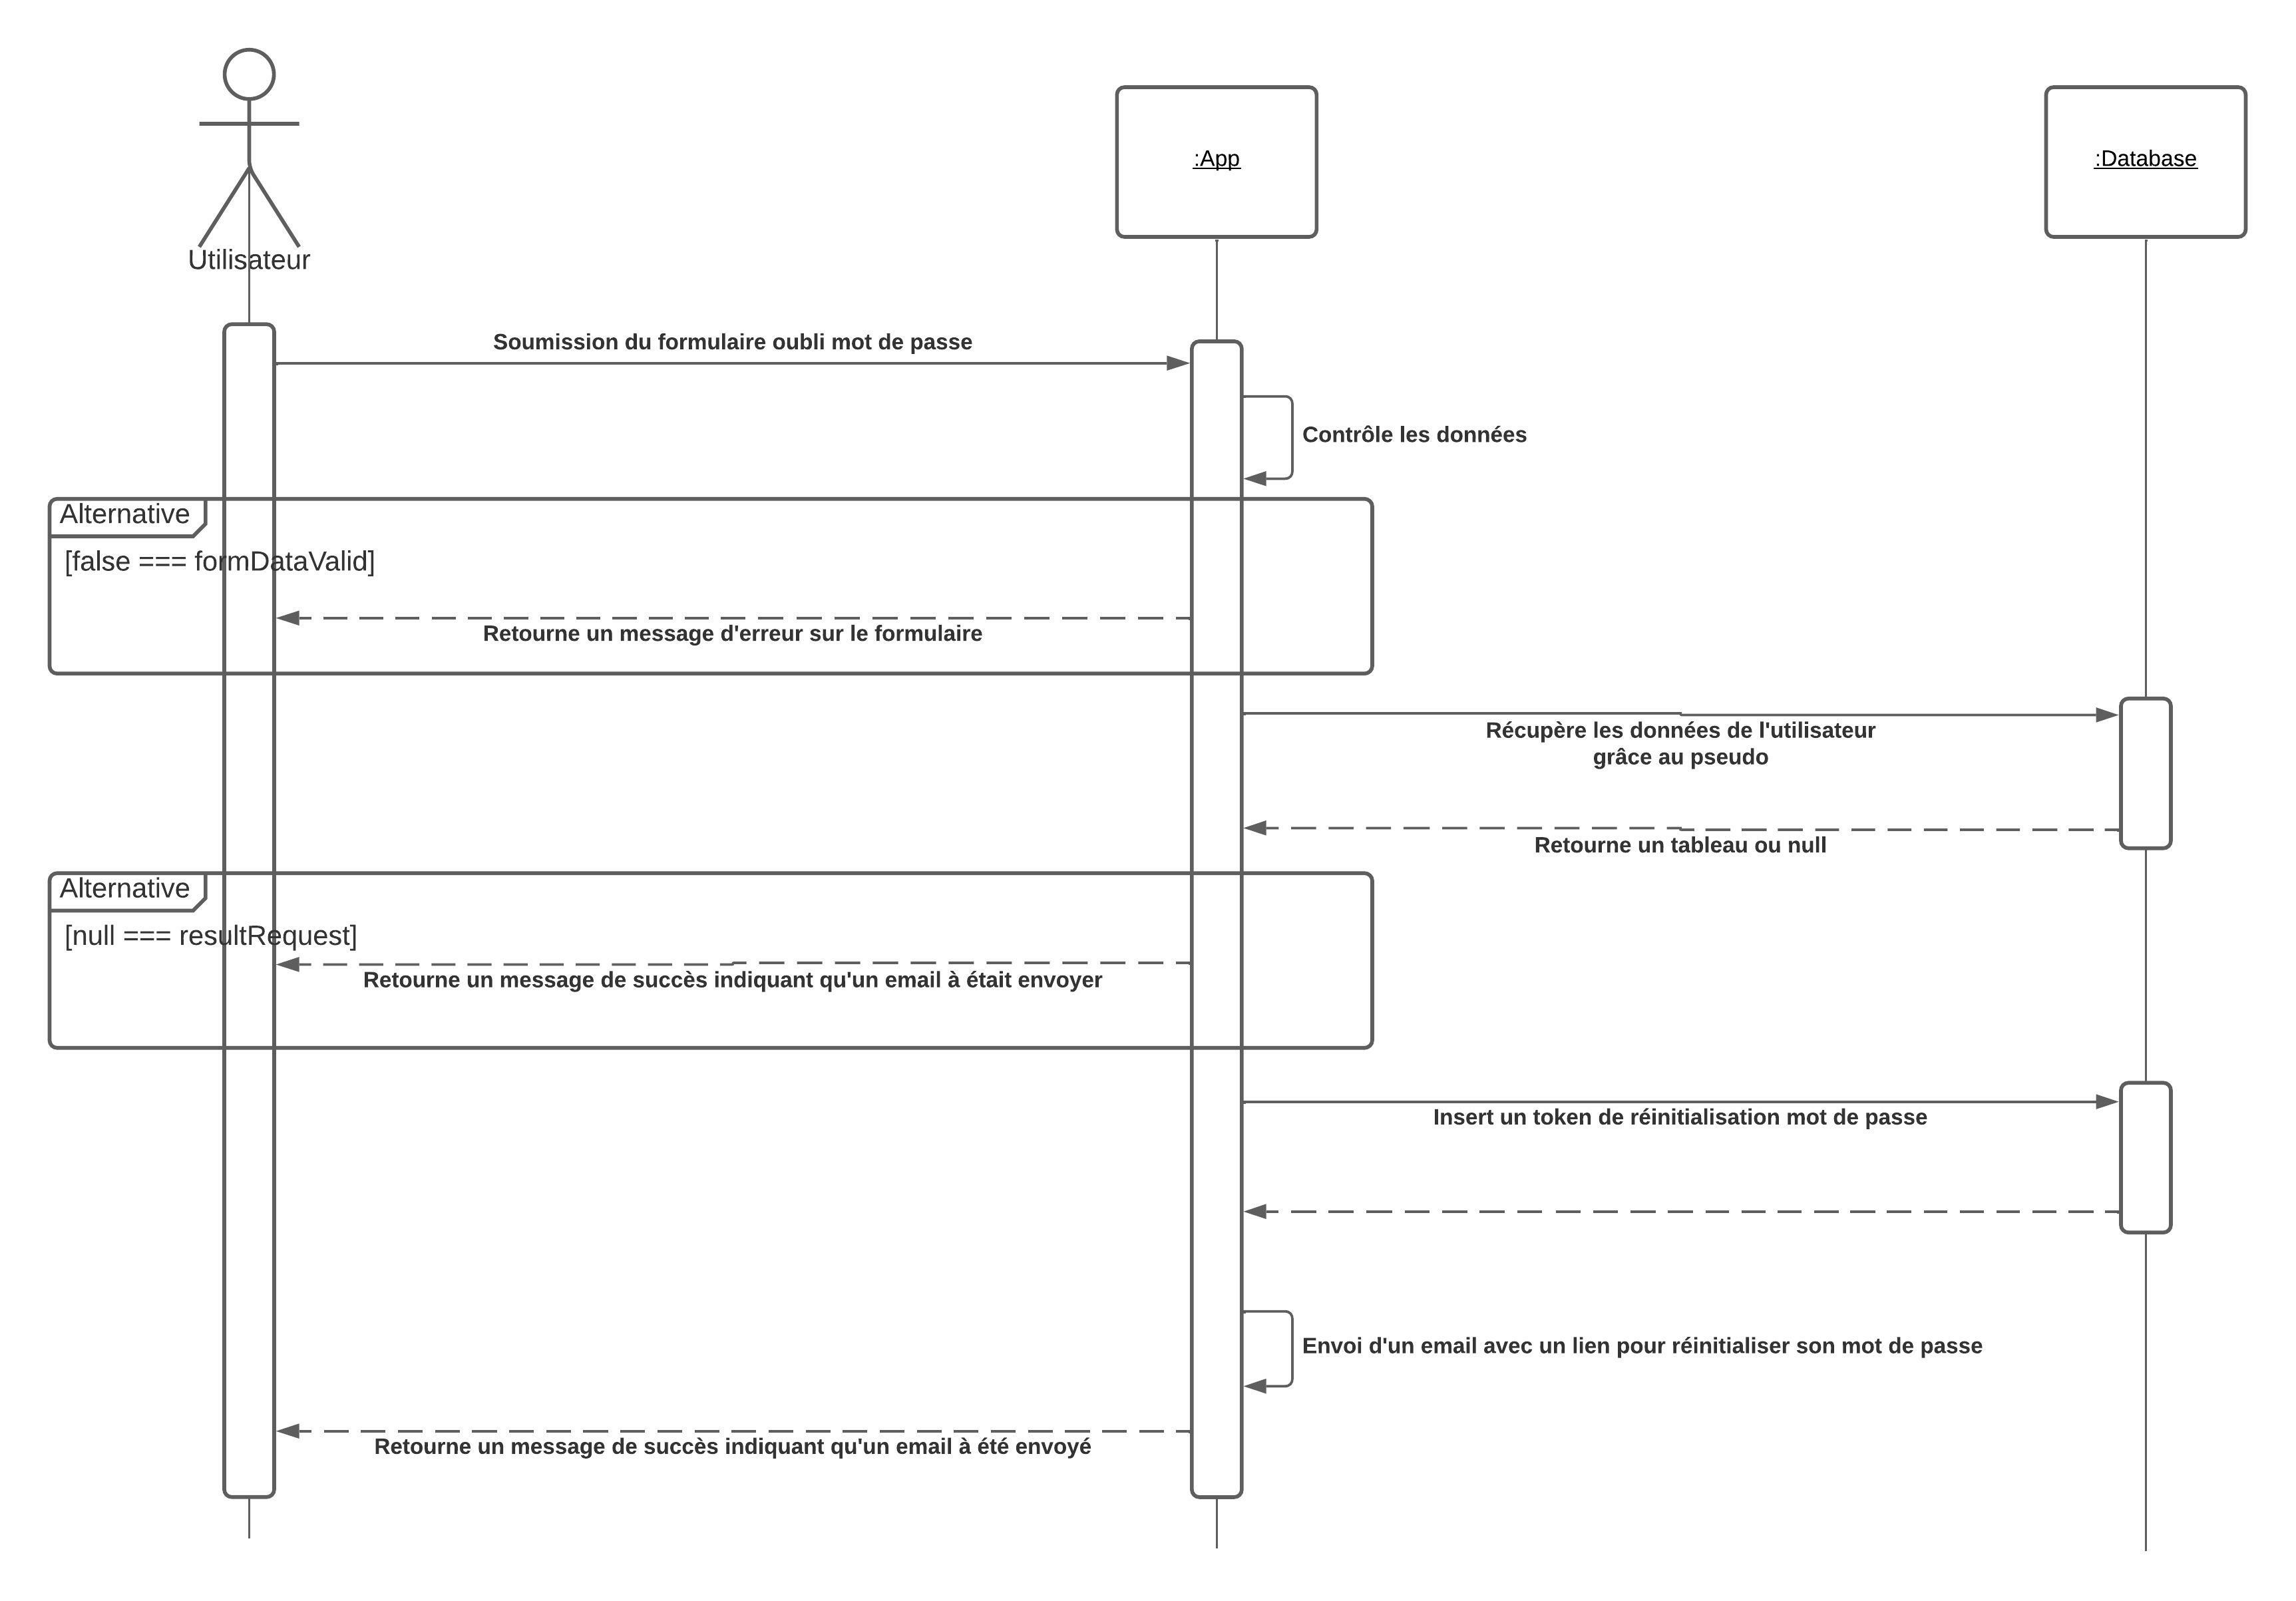 Utilisateur
:App
:Database
Soumission du formulaire oubli mot de passe
Contrôle les données
Alternative
[false === formDataValid]
Retourne un message d'erreur sur le formulaire
Récupère les données de l'utilisateur
grâce au pseudo
Retourne un tableau ou null
Alternative
[null === resultRequest]
Retourne un message de succès indiquant qu'un email à était envoyer
Insert un token de réinitialisation mot de passe
Envoi d'un email avec un lien pour réinitialiser son mot de passe
Retourne un message de succès indiquant qu'un email à été envoyé